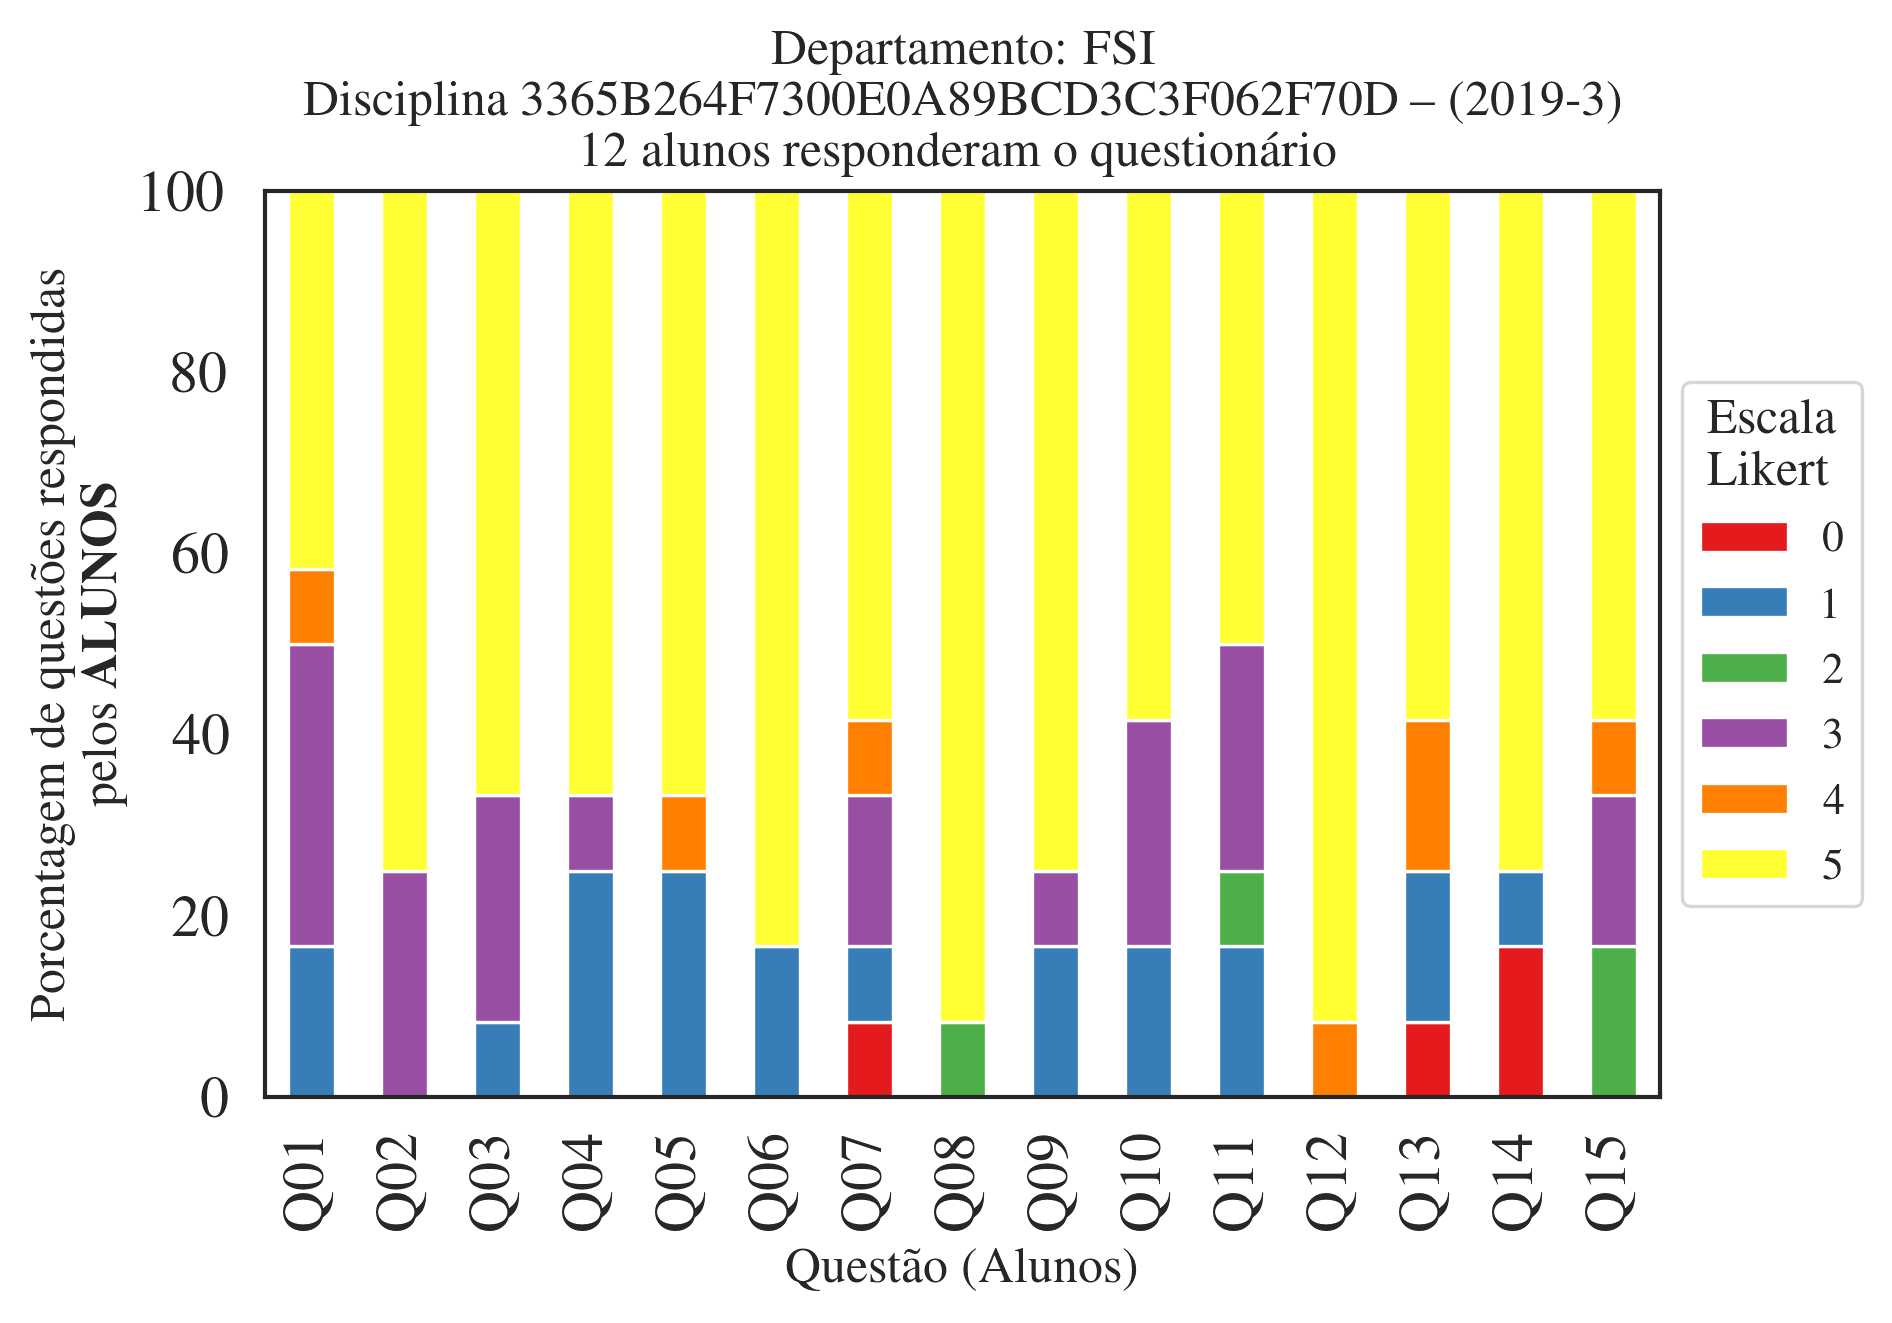 Departamento: FSI
Disciplina 3365B264F7300E0A89BCD3C3F062F70D – (2019-3)
12 alunos responderam o questionário
Porcentagem de questões respondidas
pelos ALUNOS
100
80
60
40
20
0
Q01
Q02
Q03
Q04
Q05
Q06
Q07
Q08
Q09
Q10
Q11
Q12
Q13
Q14
Q15
Questão (Alunos)
Escala
Likert
0
1
2
3
4
5